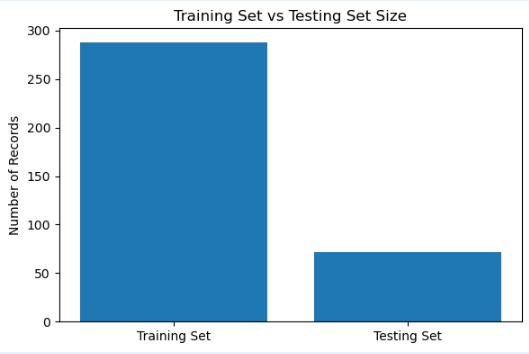 Training Set vs Testing Set Size
Number of Records
300
250
200
150
100
50
0
Training Set
Testing Set